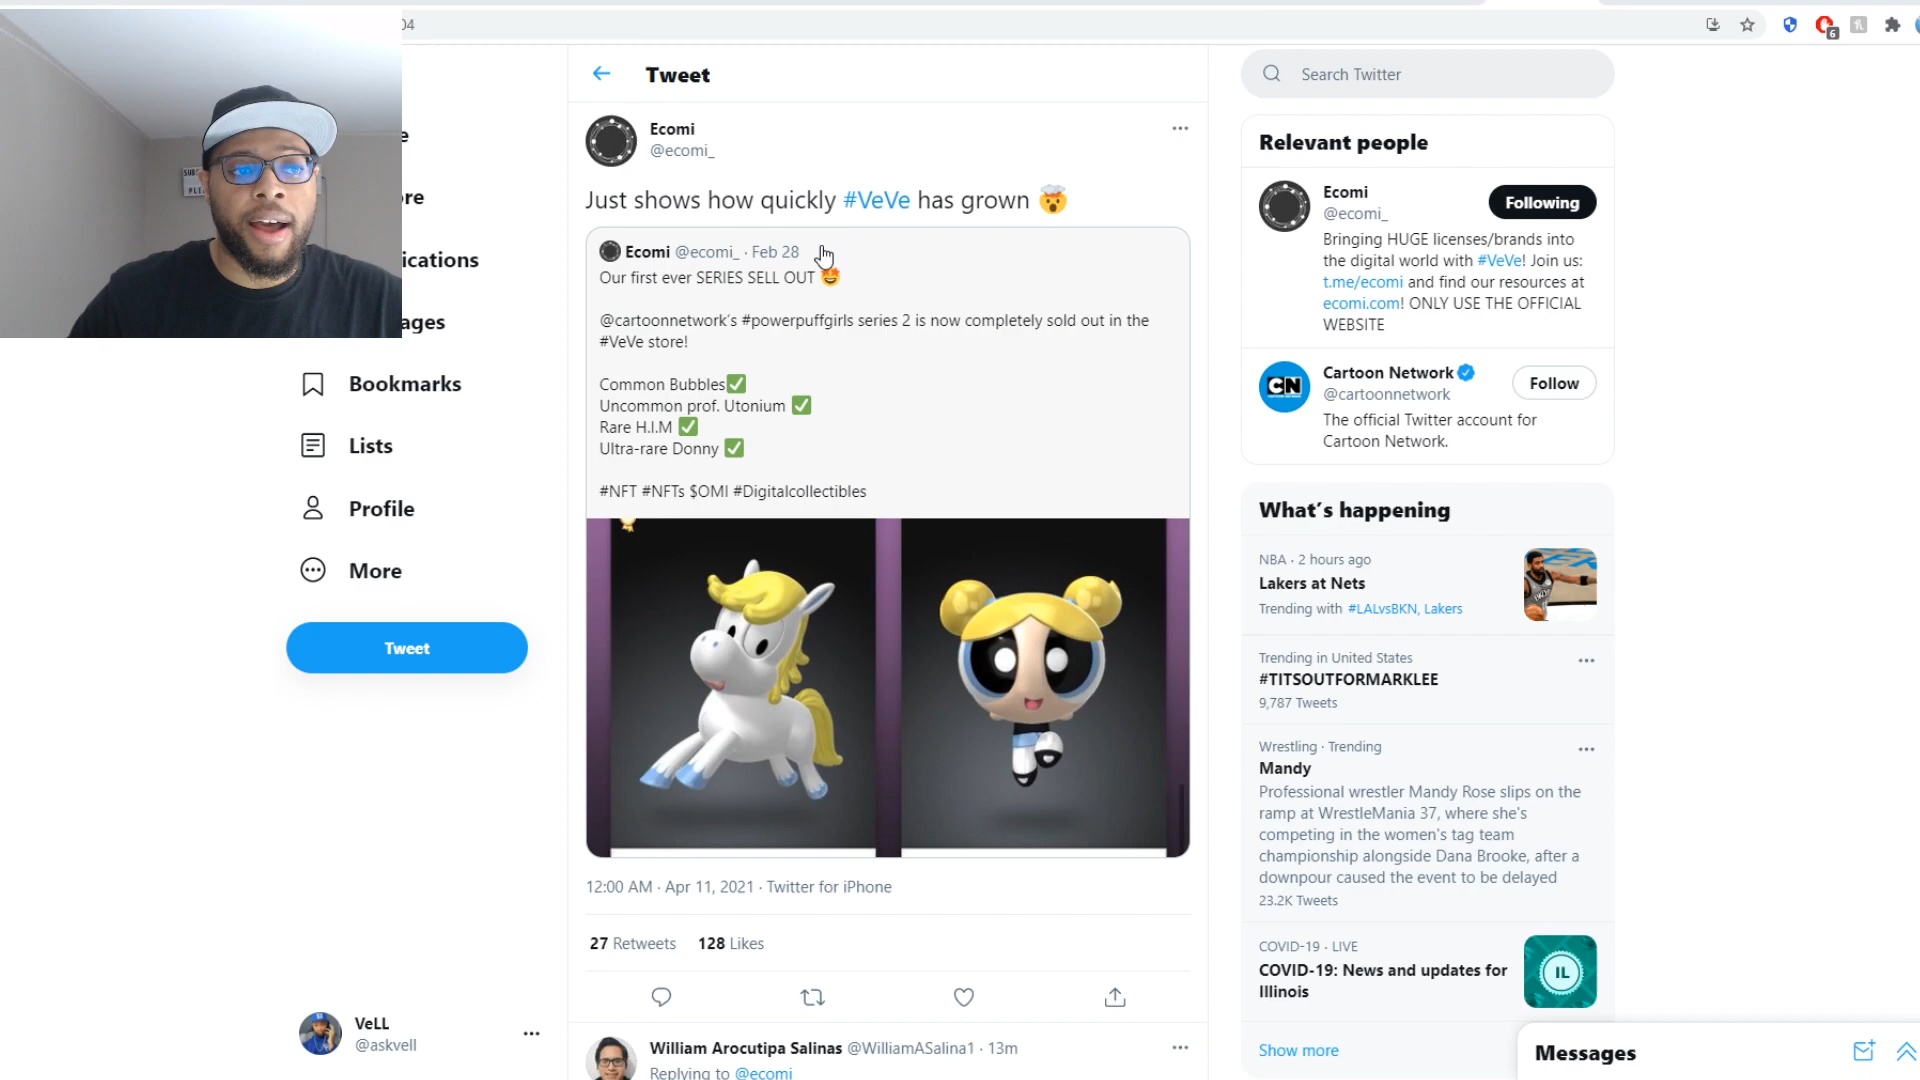 04
Tweet
Search Twitter
Ecomi
@ecomi_
Just shows how quickly #VeVe has grown 🤯
Ecomi @ecomi_ · Feb 28
Our first ever SERIES SELL OUT 🤩
@cartoonnetwork's #powerpuffgirls series 2 is now completely sold out in the
#VeVe store!
Common Bubbles✅
Uncommon prof. Utonium ✅
Rare H.I.M ✅
Ultra-rare Donny ✅
#NFT #NFTs $OMI #Digitalcollectibles
12:00 AM · Apr 11, 2021 · Twitter for iPhone
27 Retweets 128 Likes
William Arocutipa Salinas @WilliamASalina1 · 13m
Replying to @ecomi
e
re
ications
ages
Bookmarks
Lists
Profile
More
Tweet
VeLL
@askvell
Relevant people
Ecomi
@ecomi_
Following
Bringing HUGE licenses/brands into
the digital world with #VeVe! Join us:
t.me/ecomi and find our resources at
ecomi.com! ONLY USE THE OFFICIAL
WEBSITE
CN
Cartoon Network
@cartoonnetwork
Follow
The official Twitter account for
Cartoon Network.
What's happening
NBA · 2 hours ago
Lakers at Nets
Trending with #LALvsBKN, Lakers
Trending in United States
#TITSOUTFORMARKLEE
9,787 Tweets
Wrestling · Trending
Mandy
Professional wrestler Mandy Rose slips on the
ramp at WrestleMania 37, where she's
competing in the women's tag team
championship alongside Dana Brooke, after a
downpour caused the event to be delayed
23.2K Tweets
COVID-19 · LIVE
COVID-19: News and updates for
Illinois
IL
Show more
Messages
6